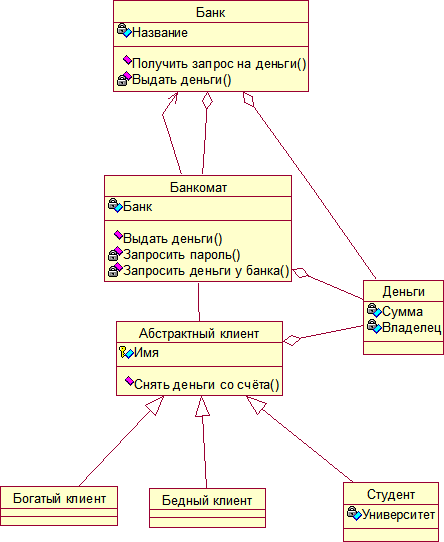 Банк
Название
Получить запрос на деньги()
Выдать деньги()
Банкомат
Банк
Выдать деньги()
Запросить пароль()
Запросить деньги у банка()
Деньги
Сумма
Владелец
Абстрактный клиент
Имя
Снять деньги со счёта()
Богатый клиент
Бедный клиент
Студент
Университет